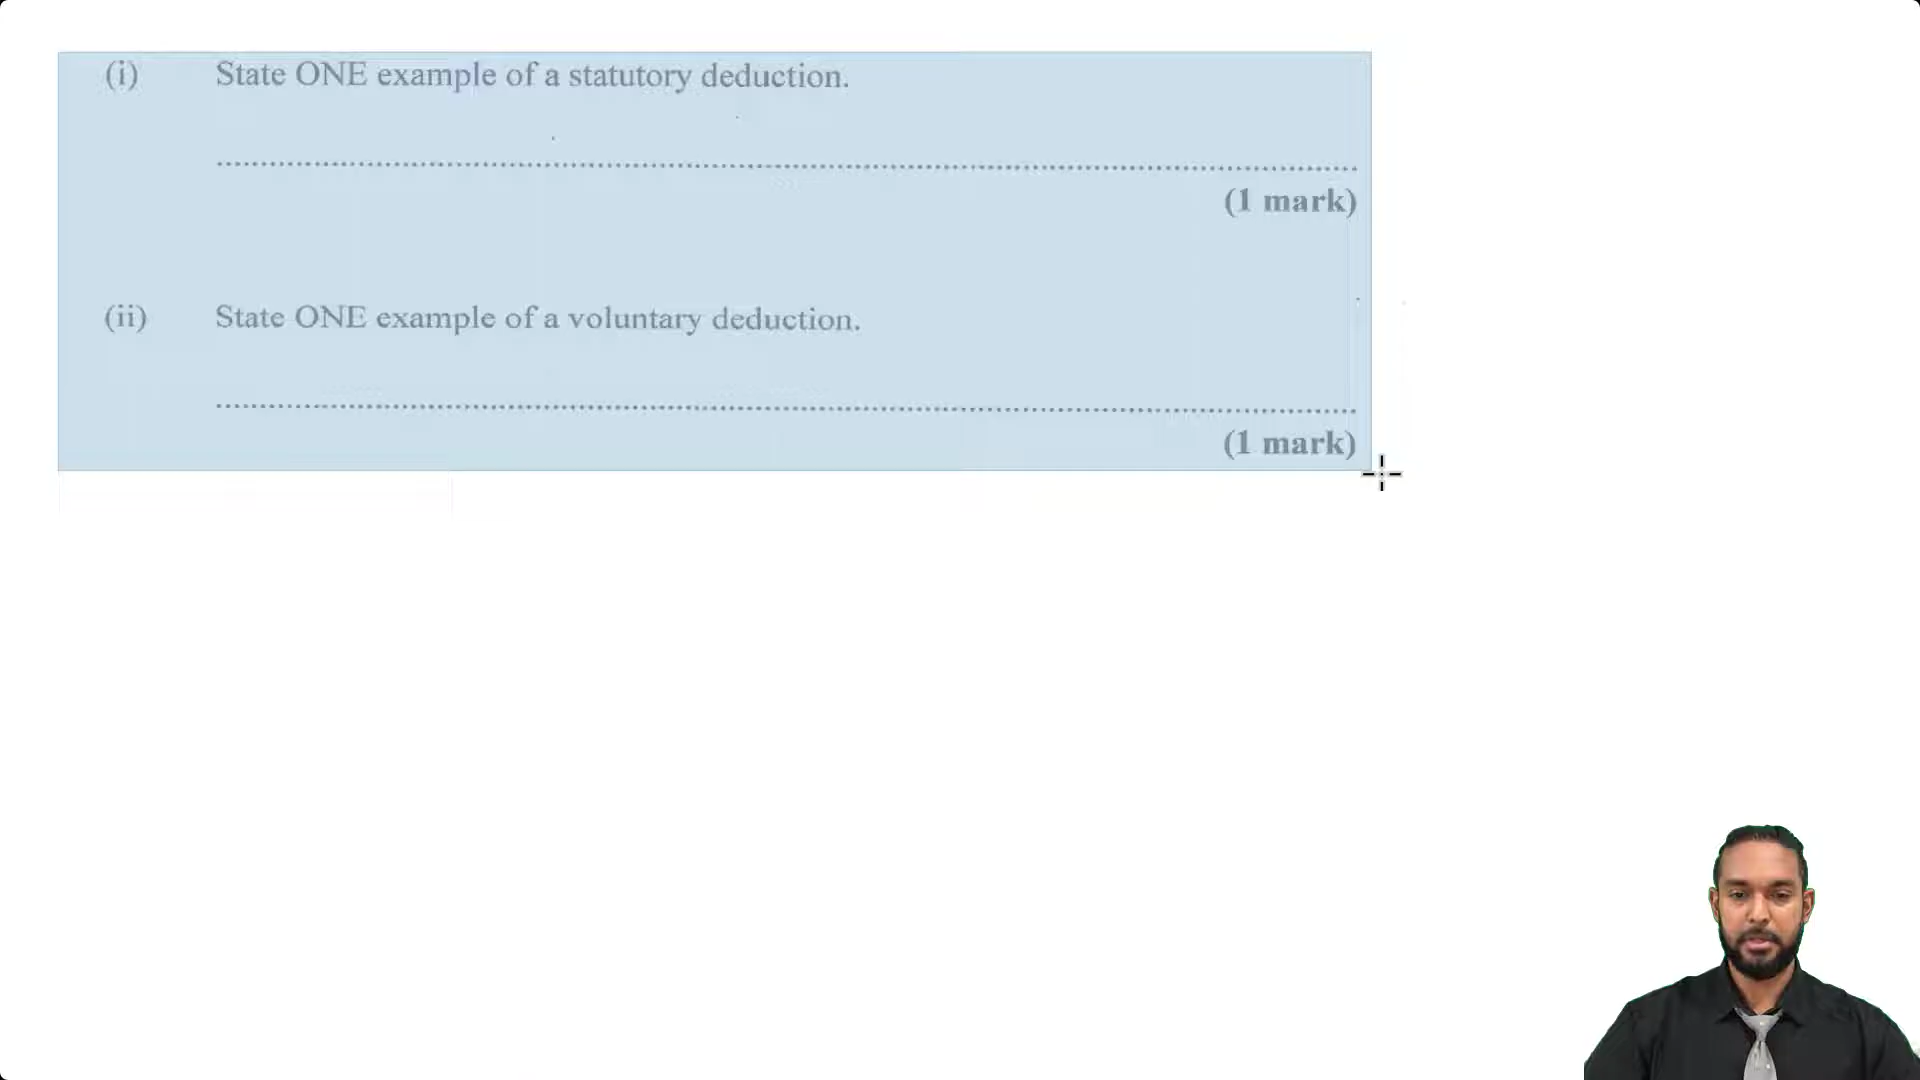 (i) State ONE example of a statutory deduction.
(1 mark)
(ii) State ONE example of a voluntary deduction.
(1 mark)